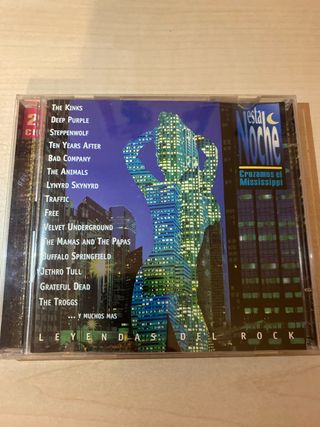 2
CD
THE KINKS
DEEP PURPLE
STEPPENWOLF
TEN YEARS AFTER
BAD COMPANY
THE ANIMALS
LYNYRD SKYNYRD
TRAFFIC
FREE
VELVET UNDERGROUND
THE MAMAS AND THE PAPAS
BUFFALO SPRINGFIELD
JETHRO TULL
GRATEFUL DEAD
THE TROGGS
... Y MUCHOS MAS
esta
Noche
Cruzamos el
Mississippi
LEYENDAS DEL ROCK